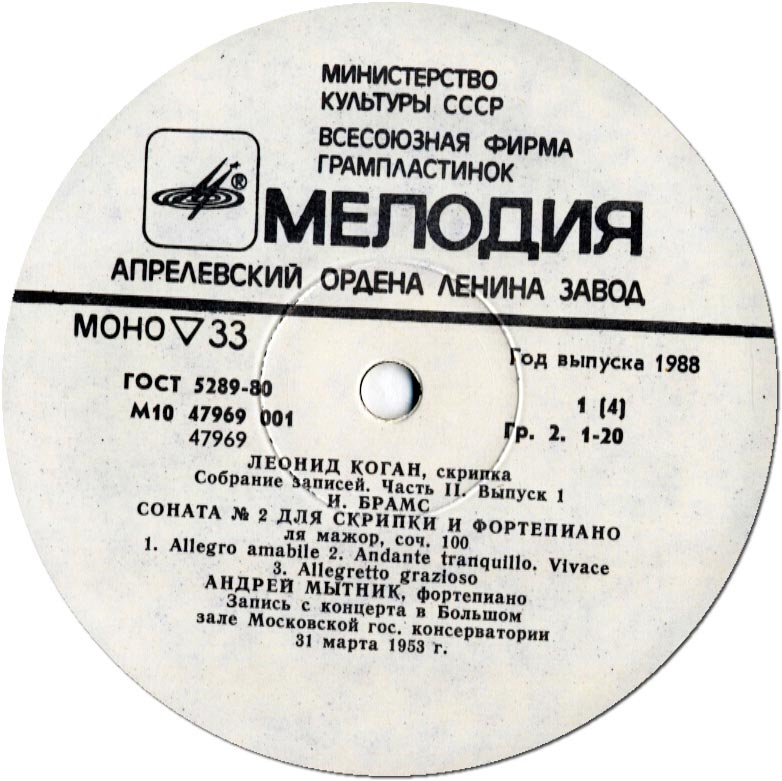 МИНИСТЕРСТВО
КУЛЬТУРЫ СССР
ВСЕСОЮЗНАЯ ФИРМА
ГРАМПЛАСТИНОК
®
МЕЛОДИЯ
АПРЕЛЕВСКИЙ ОРДЕНА ЛЕНИНА ЗАВОД
МОНО ▽ 33
Год выпуска 1988
ГОСТ 5289-80
М10 47969 001
1 (4)
47969
Гр. 2. 1-20
ЛЕОНИД КОГАН, скрипка
Собрание записей. Часть II. Выпуск 1
И. БРАМС
СОНАТА № 2 ДЛЯ СКРИПКИ И ФОРТЕПИАНО
ля мажор, соч. 100
1. Allegro amabile 2. Andante tranquillo. Vivace
3. Allegretto grazioso
АНДРЕЙ МЫТНИК, фортепиано
Запись с концерта в Большом
зале Московской гос. консерватории
31 марта 1953 г.